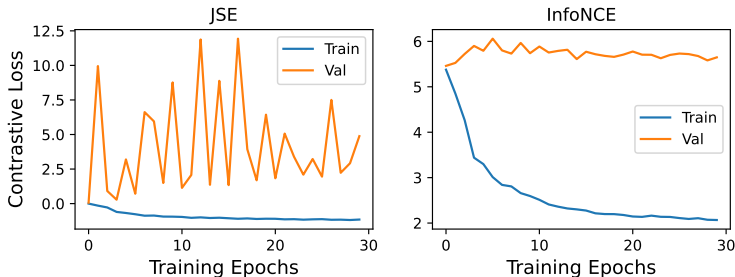 JSE
Contrastive Loss
12.5
10.0
7.5
5.0
2.5
0.0
Train
Val
0
10
20
30
Training Epochs
InfoNCE
6
5
4
3
2
Train
Val
0
10
20
30
Training Epochs